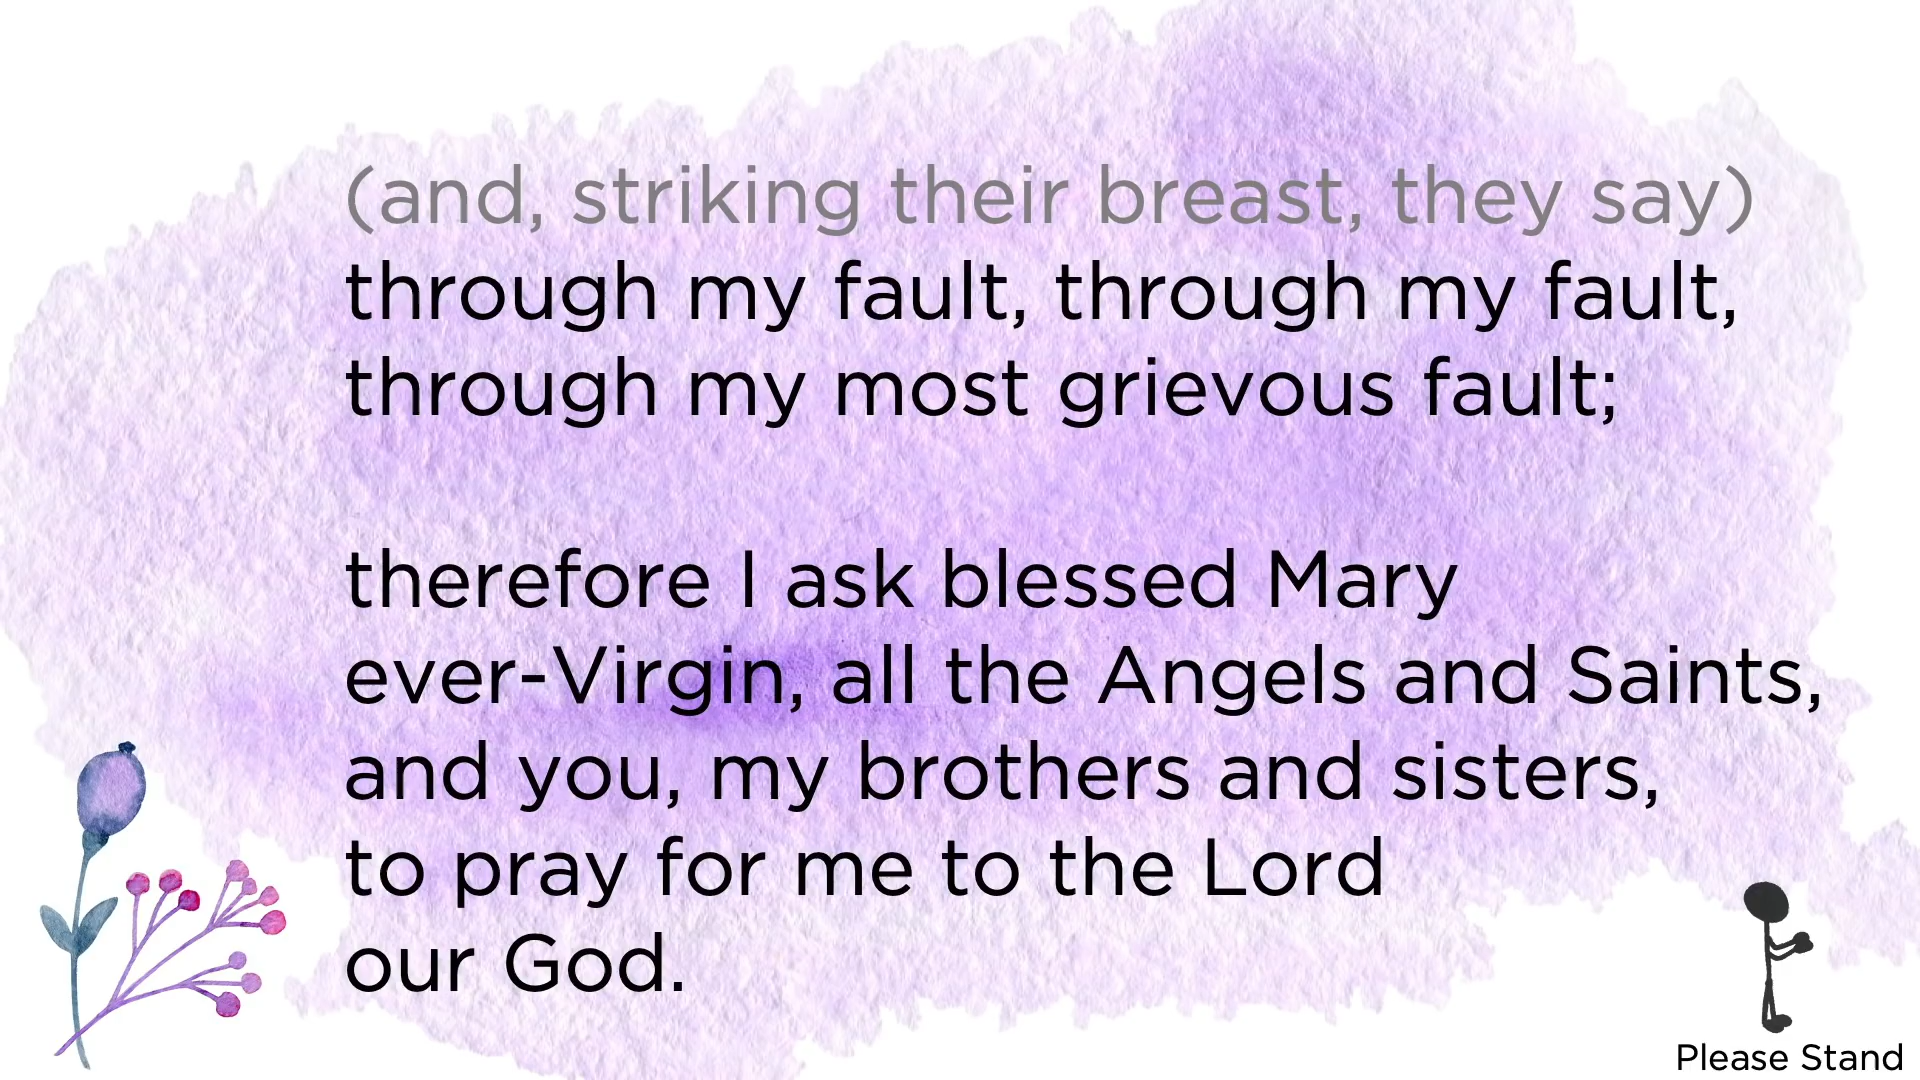 (and, striking their breast, they say)
through my fault, through my fault,
through my most grievous fault;
therefore I ask blessed Mary
ever-Virgin, all the Angels and Saints,
and you, my brothers and sisters,
to pray for me to the Lord
our God.
Please Stand